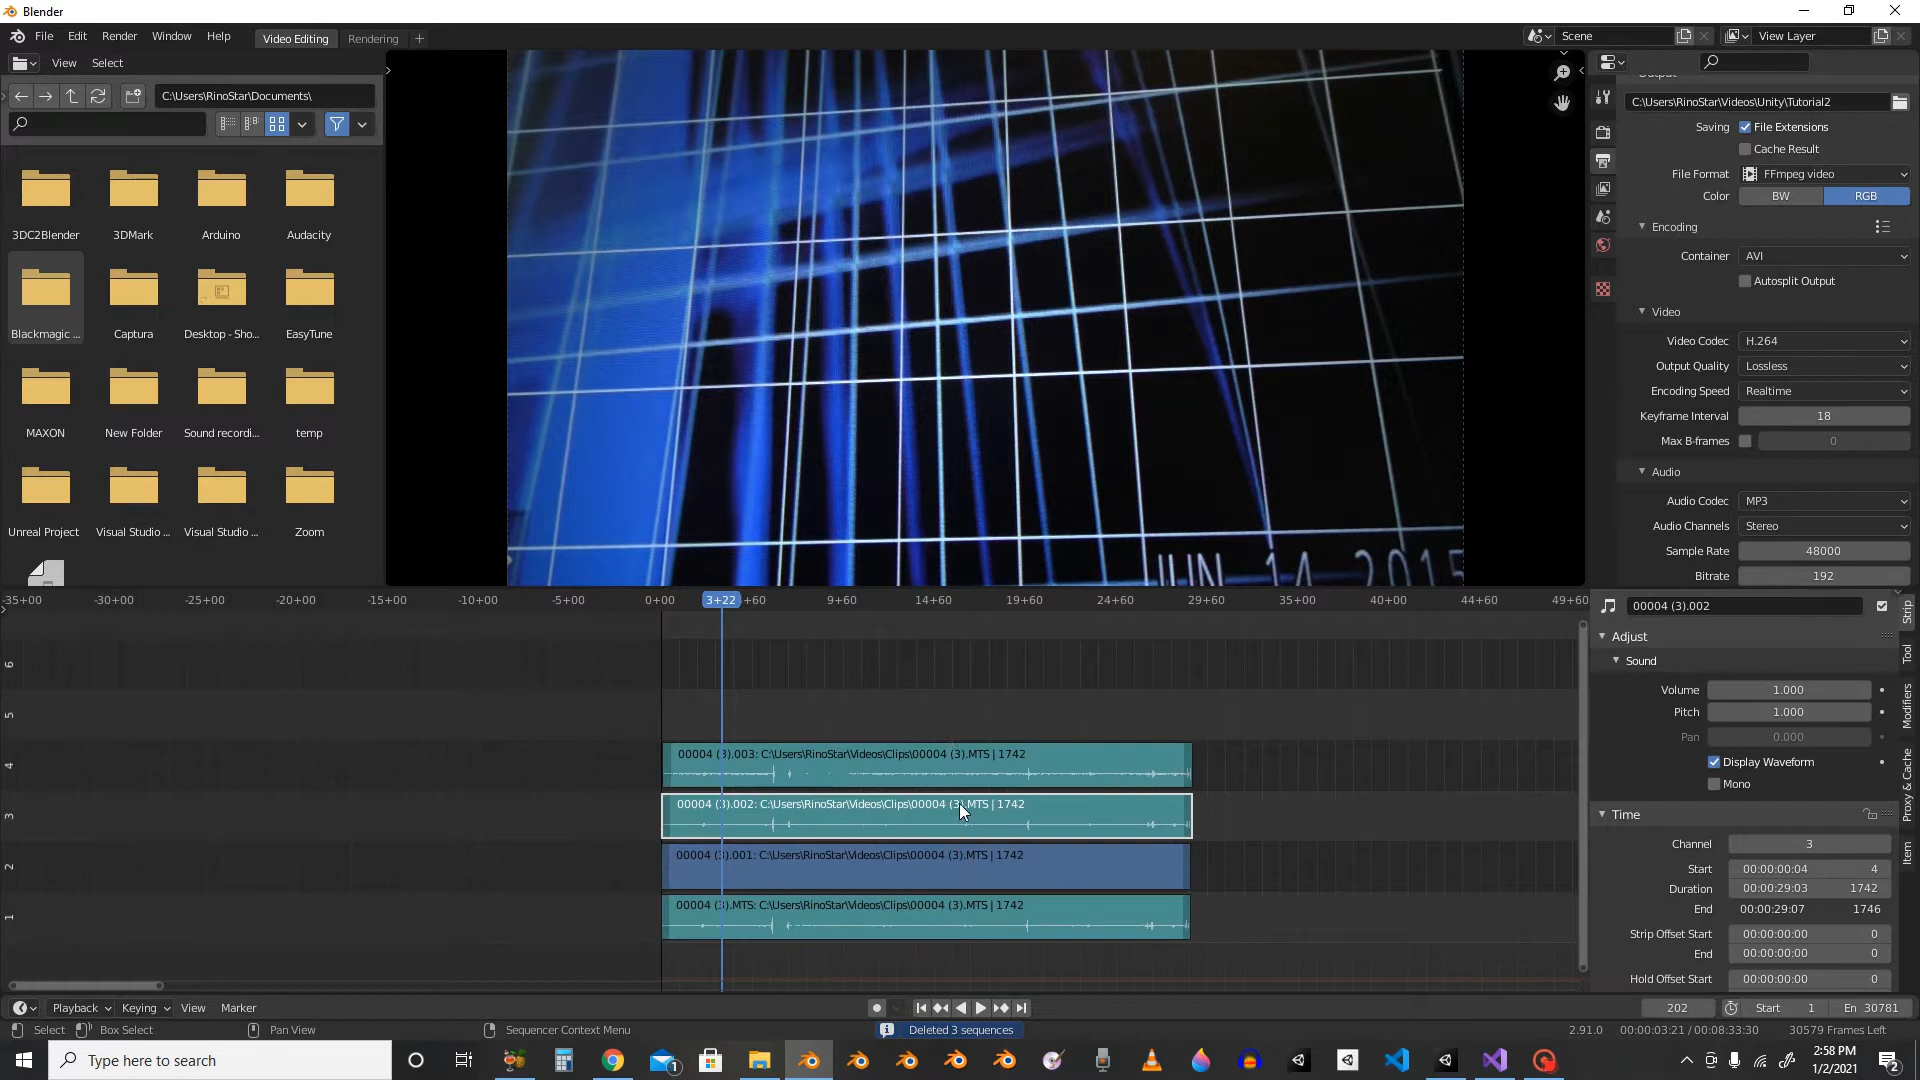 Blender
File Edit Render Window Help Video Editing Rendering + Scene View Layer
View Select
C:\Users\RinoStar\Documents\
3DC2Blender 3DMark Arduino Audacity
Blackmagic ... Captura Desktop - Sho... EasyTune
MAXON New Folder Sound recordi... temp
Unreal Project Visual Studio ... Visual Studio ... Zoom
JUN 14 2015
Output
C:\Users\RinoStar\Videos\Unity\Tutorial2
Saving File Extensions
Cache Result
File Format FFmpeg video
Color BW RGB
Encoding
Container AVI
Autosplit Output
Video
Video Codec H.264
Output Quality Lossless
Encoding Speed Realtime
Keyframe Interval 18
Max B-frames 0
Audio
Audio Codec MP3
Audio Channels Stereo
Sample Rate 48000
Bitrate 192
-35+00 -30+00 -25+00 -20+00 -15+00 -10+00 -5+00 0+00 3+22 +60 9+60 14+60 19+60 24+60 29+60 35+00 40+00 44+60 49+60
6
5
4
3
2
1
00004 (3).003: C:\Users\RinoStar\Videos\Clips\00004 (3).MTS | 1742
00004 (3).002: C:\Users\RinoStar\Videos\Clips\00004 (3).MTS | 1742
00004 (3).001: C:\Users\RinoStar\Videos\Clips\00004 (3).MTS | 1742
00004 (3).MTS: C:\Users\RinoStar\Videos\Clips\00004 (3).MTS | 1742
00004 (3).002
Adjust
Sound
Volume 1.000
Pitch 1.000
Pan 0.000
Display Waveform
Mono
Time
Channel 3
Start 00:00:00:04 4
Duration 00:00:29:03 1742
End 00:00:29:07 1746
Strip Offset Start 00:00:00:00 0
End 00:00:00:00 0
Hold Offset Start 00:00:00:00 0
Strip
Tool
Modifiers
Proxy & Cache
Item
Playback Keying View Marker 202 Start 1 En 30781
Select Box Select Pan View Sequencer Context Menu Deleted 3 sequences 2.91.0 00:00:03:21 / 00:08:33:30 30579 Frames Left
Type here to search 1 2:58 PM
1/2/2021 2